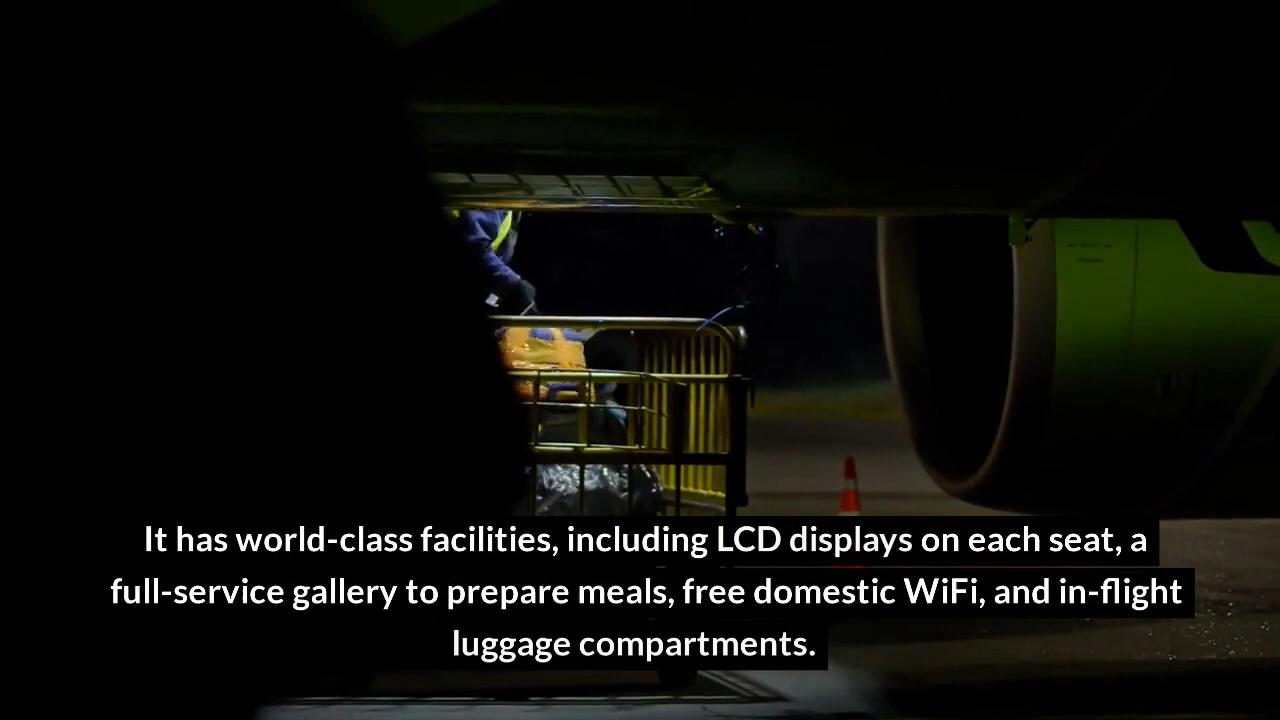 It has world-class facilities, including LCD displays on each seat, a
full-service gallery to prepare meals, free domestic WiFi, and in-flight
luggage compartments.